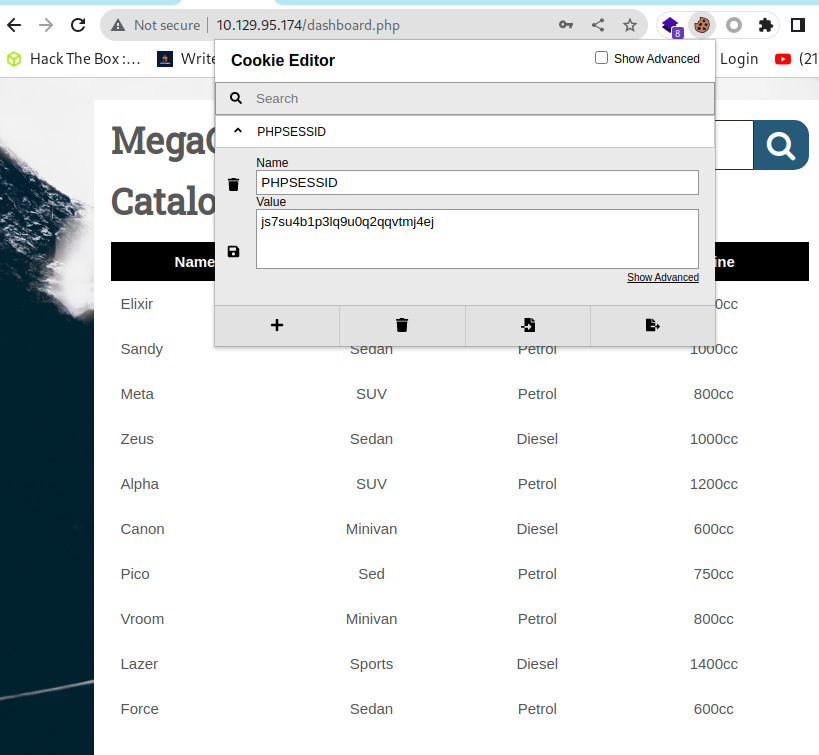 Not secure 10.129.95.174/dashboard.php
8
Hack The Box :... Write Login (21
Cookie Editor Show Advanced
Search
PHPSESSID
Name
PHPSESSID
Value
js7su4b1p3lq9u0q2qqvtmj4ej
Show Advanced
MegaC
Catalo
Name ine
Elixir 0cc
Sandy Sedan Petrol 1000cc
Meta SUV Petrol 800cc
Zeus Sedan Diesel 1000cc
Alpha SUV Petrol 1200cc
Canon Minivan Diesel 600cc
Pico Sed Petrol 750cc
Vroom Minivan Petrol 800cc
Lazer Sports Diesel 1400cc
Force Sedan Petrol 600cc